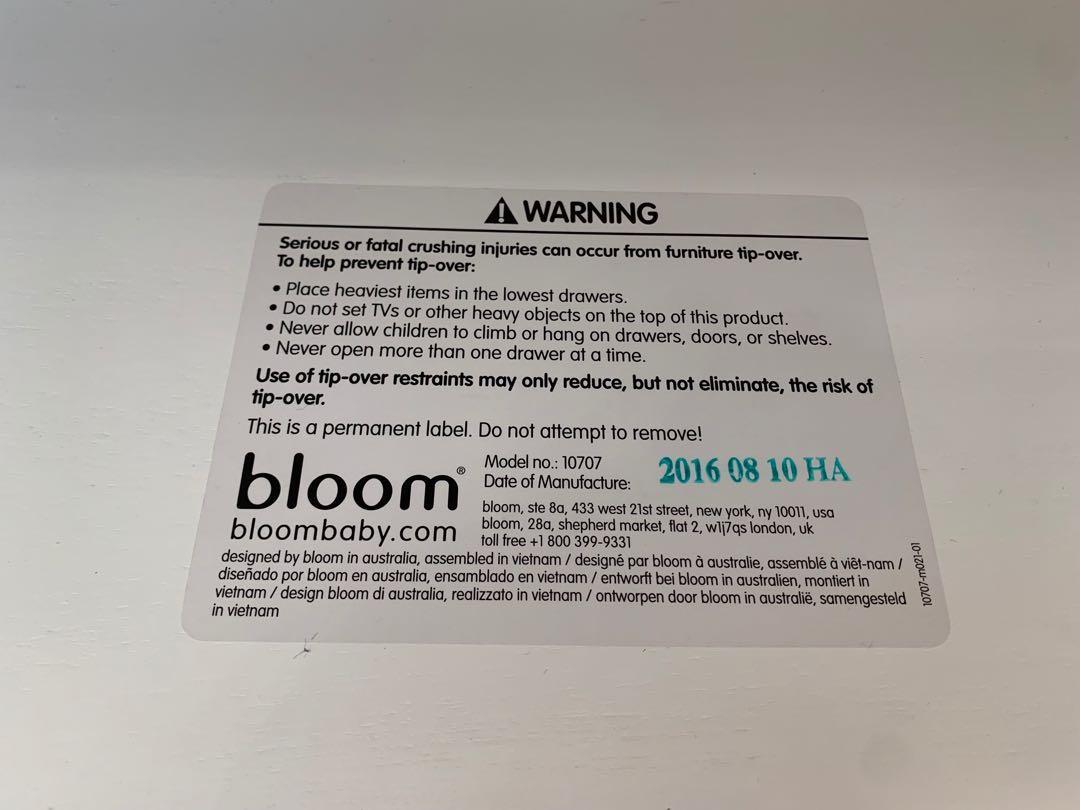 WARNING
Serious or fatal crushing injuries can occur from furniture tip-over.
To help prevent tip-over:
• Place heaviest items in the lowest drawers.
• Do not set TVs or other heavy objects on the top of this product.
• Never allow children to climb or hang on drawers, doors, or shelves.
• Never open more than one drawer at a time.
Use of tip-over restraints may only reduce, but not eliminate, the risk of
tip-over.
This is a permanent label. Do not attempt to remove!
bloom®
bloombaby.com
Model no.: 10707
Date of Manufacture: 2016 08 10 HA
bloom, ste 8a, 433 west 21st street, new york, ny 10011, usa
bloom, 28a, shepherd market, flat 2, w1j7qs london, uk
toll free +1 800 399-9331
designed by bloom in australia, assembled in vietnam / designé par bloom à australie, assemblé à viêt-nam /
diseñado por bloom en australia, ensamblado en vietnam / entworft bei bloom in australien, montiert in
vietnam / design bloom di australia, realizzato in vietnam / ontworpen door bloom in australië, samengesteld
in vietnam
10707-m021-01